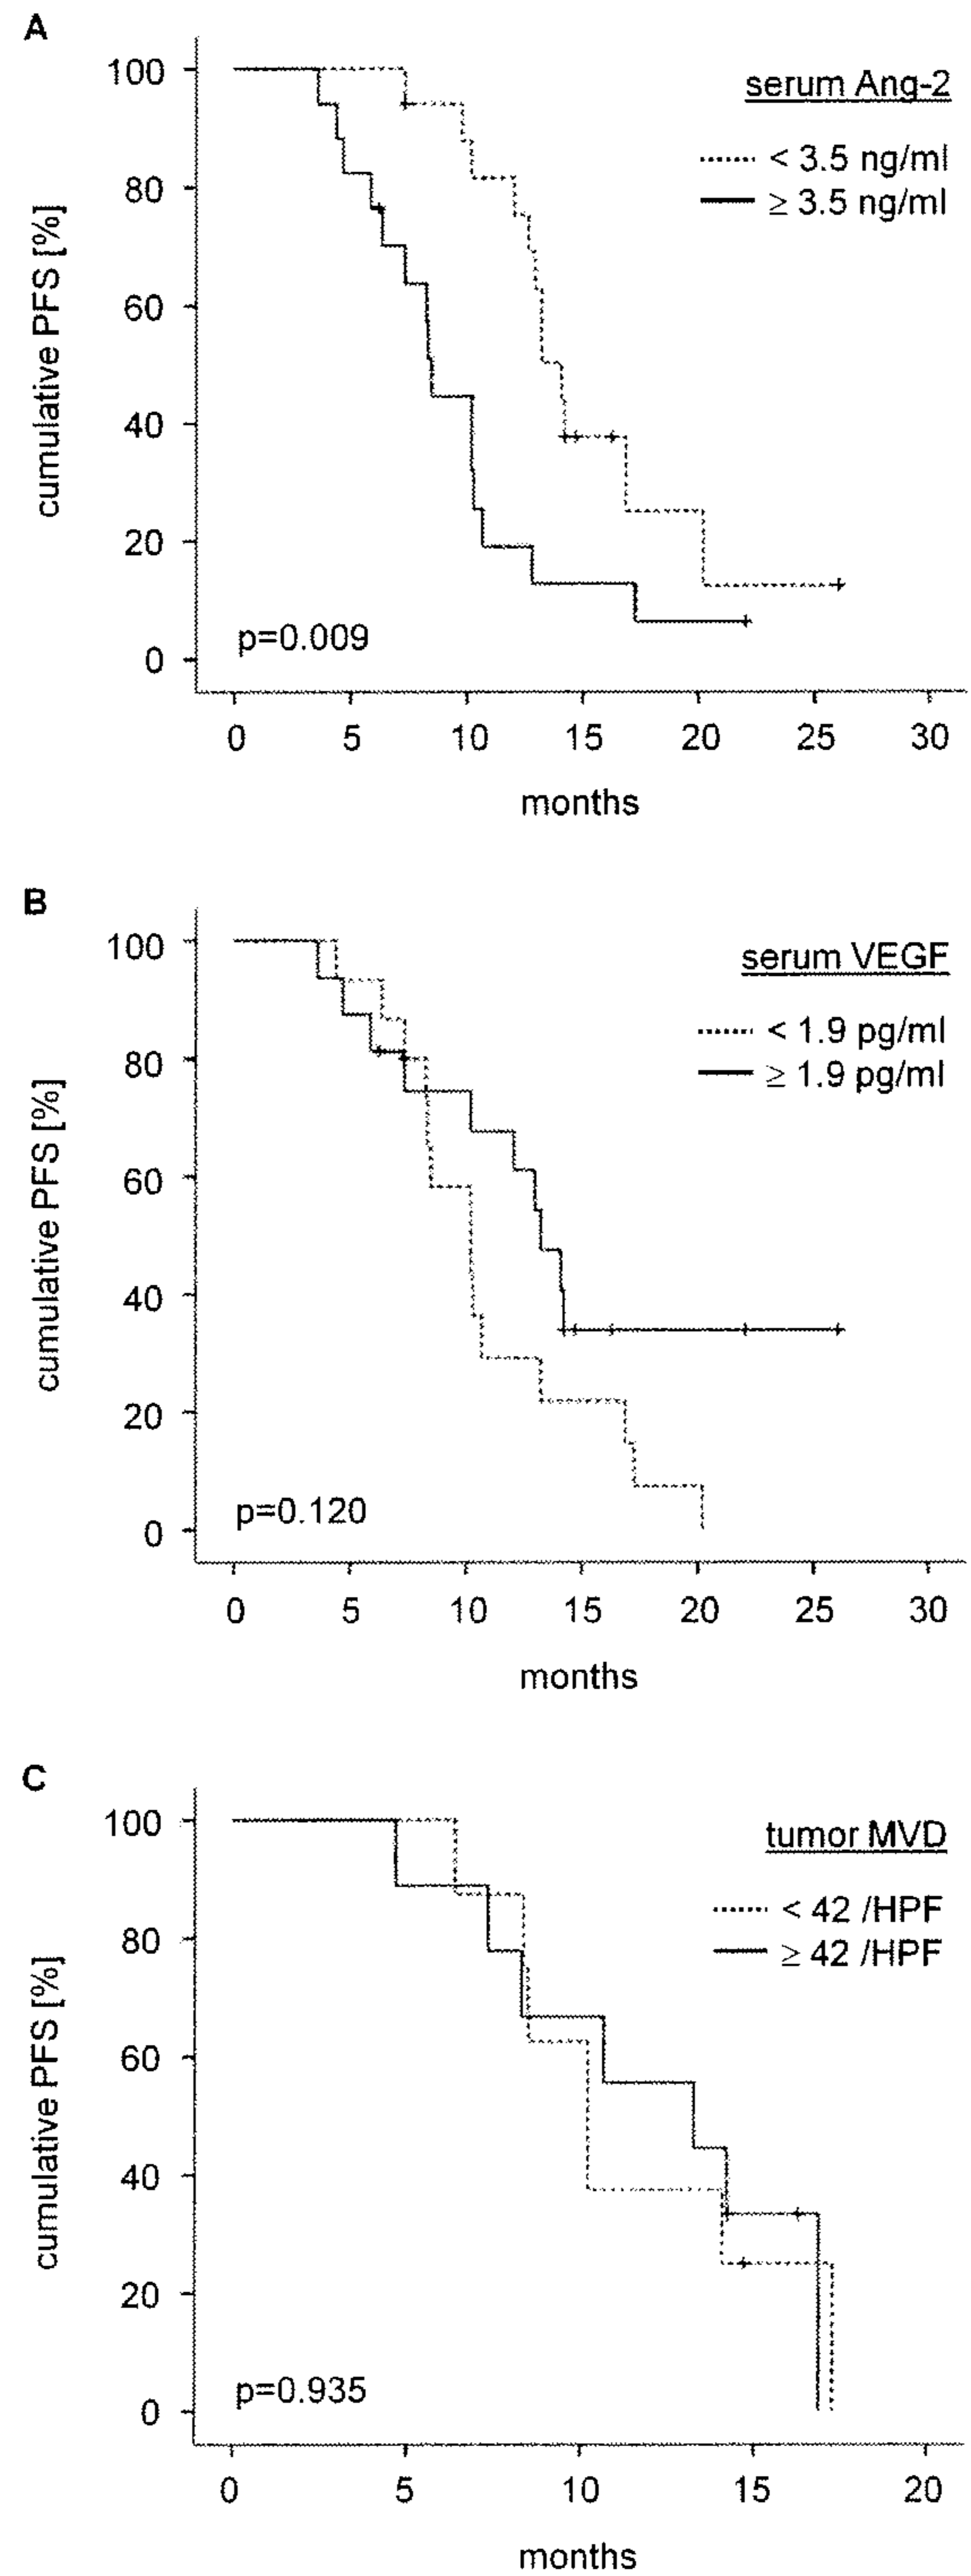 A
serum Ang-2
< 3.5 ng/ml
≥ 3.5 ng/ml
cumulative PFS [%]
100
80
60
40
20
0
p=0.009
0 5 10 15 20 25 30
months
B
serum VEGF
< 1.9 pg/ml
≥ 1.9 pg/ml
cumulative PFS [%]
100
80
60
40
20
0
p=0.120
0 5 10 15 20 25 30
months
C
tumor MVD
< 42 /HPF
≥ 42 /HPF
cumulative PFS [%]
100
80
60
40
20
0
p=0.935
0 5 10 15 20
months